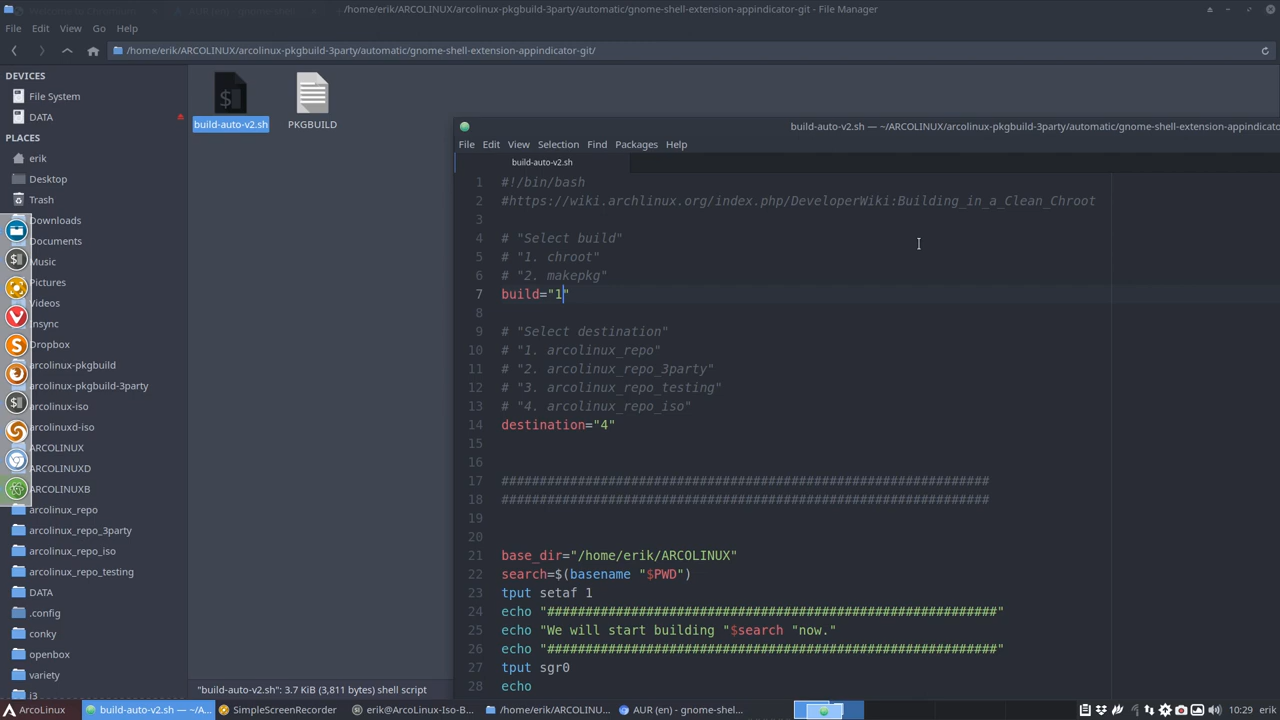 /home/erik/ARCOLINUX/arcolinux-pkgbuild-3party/automatic/gnome-shell-extension-appindicator-git - File Manager
File Edit View Go Help
/home/erik/ARCOLINUX/arcolinux-pkgbuild-3party/automatic/gnome-shell-extension-appindicator-git/
DEVICES
File System
DATA
PLACES
erik
Desktop
Trash
Downloads
Documents
Music
Pictures
Videos
Insync
Dropbox
arcolinux-pkgbuild
arcolinux-pkgbuild-3party
arcolinux-iso
arcolinuxd-iso
ARCOLINUX
ARCOLINUXD
ARCOLINUXB
arcolinux_repo
arcolinux_repo_3party
arcolinux_repo_iso
arcolinux_repo_testing
DATA
.config
conky
openbox
variety
i3
build-auto-v2.sh
PKGBUILD
"build-auto-v2.sh": 3.7 KiB (3,811 bytes) shell script
build-auto-v2.sh — ~/ARCOLINUX/arcolinux-pkgbuild-3party/automatic/gnome-shell-extension-appindicato
File Edit View Selection Find Packages Help
build-auto-v2.sh
1 #!/bin/bash
2 #https://wiki.archlinux.org/index.php/DeveloperWiki:Building_in_a_Clean_Chroot
3
4 # "Select build"
5 # "1. chroot"
6 # "2. makepkg"
7 build="1"
8
9 # "Select destination"
10 # "1. arcolinux_repo"
11 # "2. arcolinux_repo_3party"
12 # "3. arcolinux_repo_testing"
13 # "4. arcolinux_repo_iso"
14 destination="4"
15
16
17 ###########################################################
18 ###########################################################
19
20
21 base_dir="/home/erik/ARCOLINUX"
22 search=$(basename "$PWD")
23 tput setaf 1
24 echo "###########################################################"
25 echo "We will start building "$search "now."
26 echo "###########################################################"
27 tput sgr0
28 echo
ArcoLinux
build-auto-v2.sh — ~/A...
SimpleScreenRecorder
erik@ArcoLinux-Iso-B...
/home/erik/ARCOLINU...
AUR (en) - gnome-shel...
10:29 erik